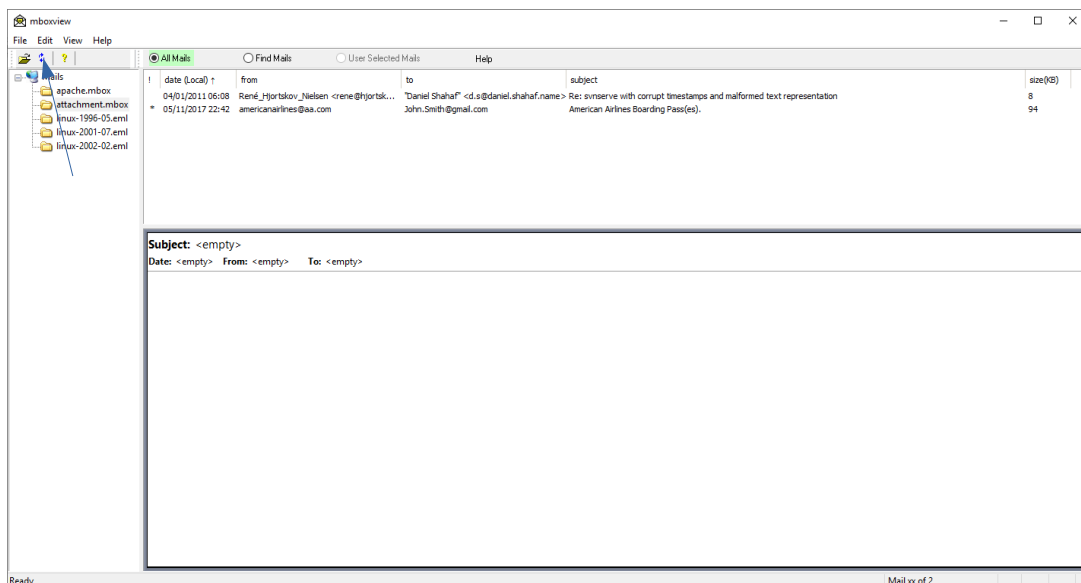 mboxview
File Edit View Help
? All Mails Find Mails User Selected Mails Help
mails
apache.mbox
attachment.mbox
linux-1996-05.eml
linux-2001-07.eml
linux-2002-02.eml
! date (Local) ↑ from to subject size(KB)
04/01/2011 06:08 René_Hjortskov_Nielsen <rene@hjortsk... "Daniel Shahaf" <d.s@daniel.shahaf.name> Re: svnserve with corrupt timestamps and malformed text representation 8
* 05/11/2017 22:42 americanairlines@aa.com John.Smith@gmail.com American Airlines Boarding Pass(es). 94
Subject: <empty>
Date: <empty> From: <empty> To: <empty>
Ready Mail xx of 2